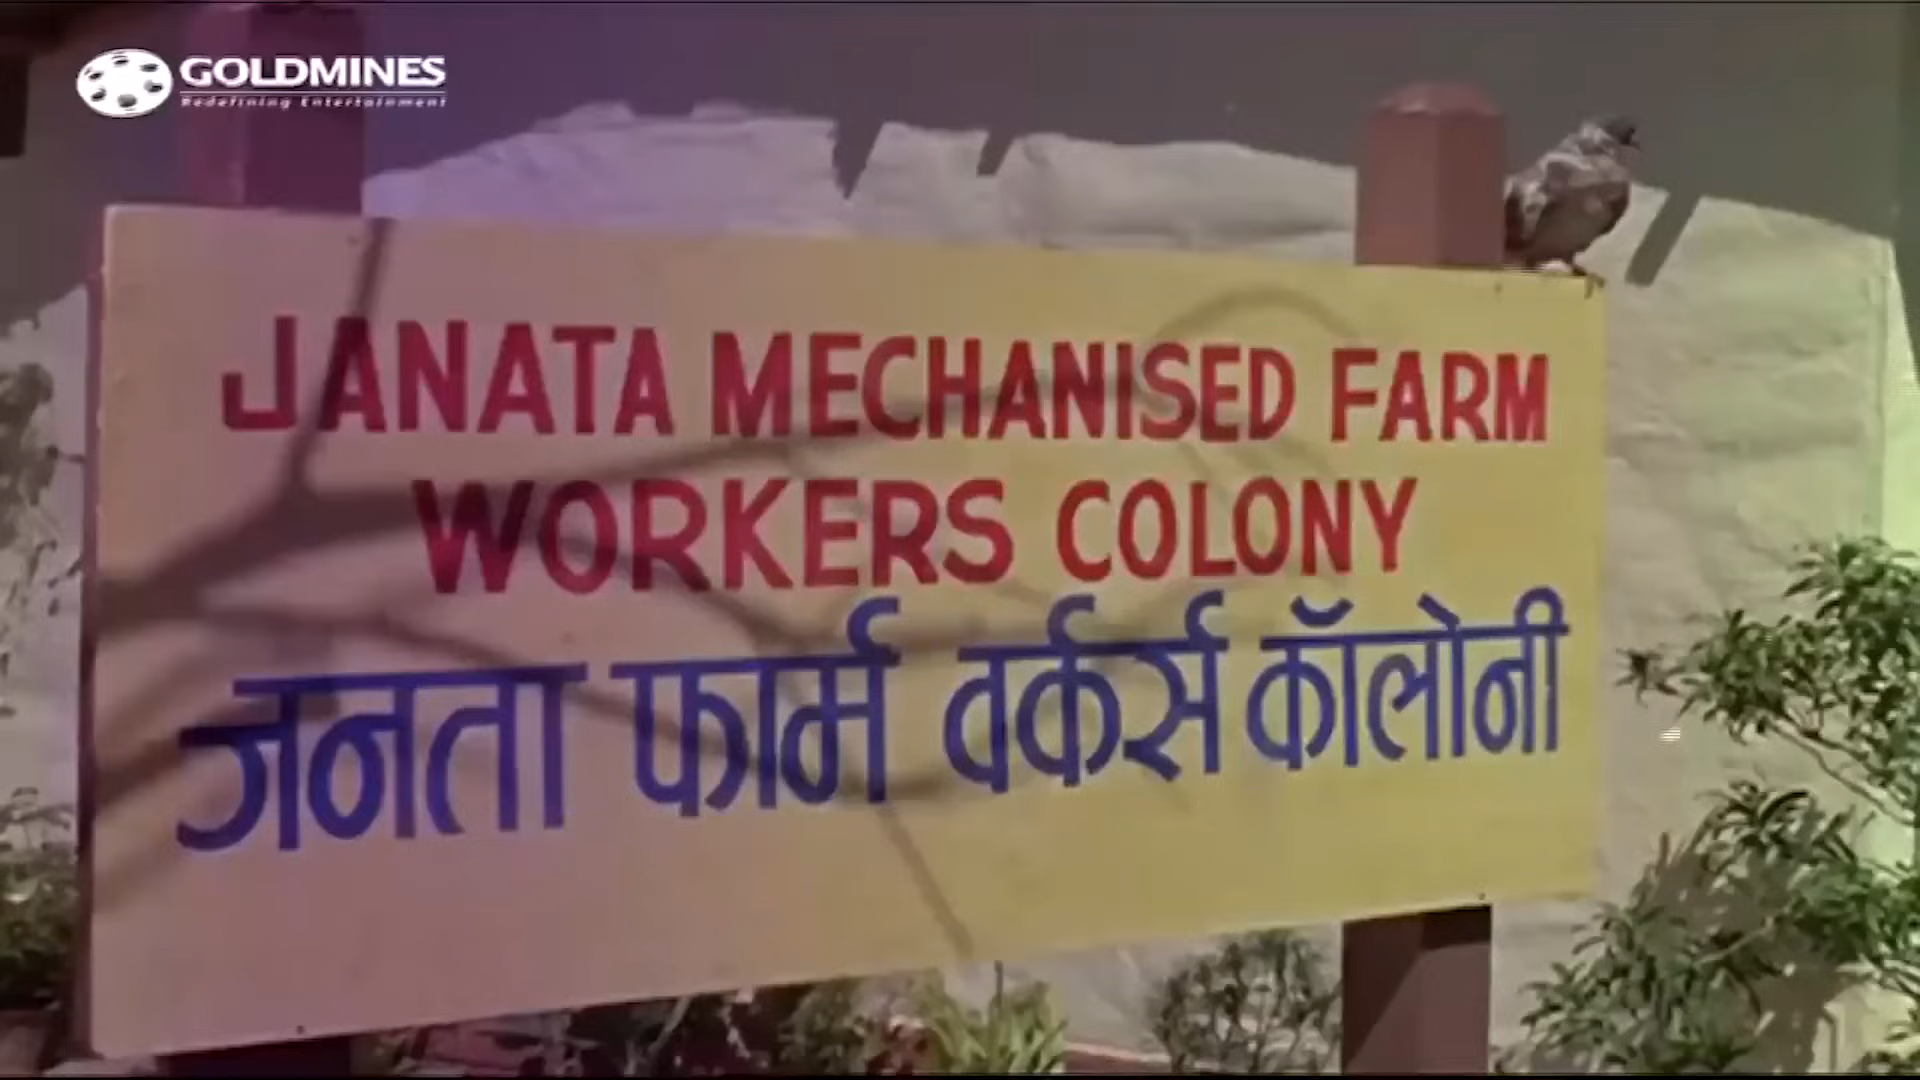 GOLDMINES
Redefining Entertainment
JANATA MECHANISED FARM
WORKERS COLONY
जनता फार्म वर्कर्स कॉलोनी